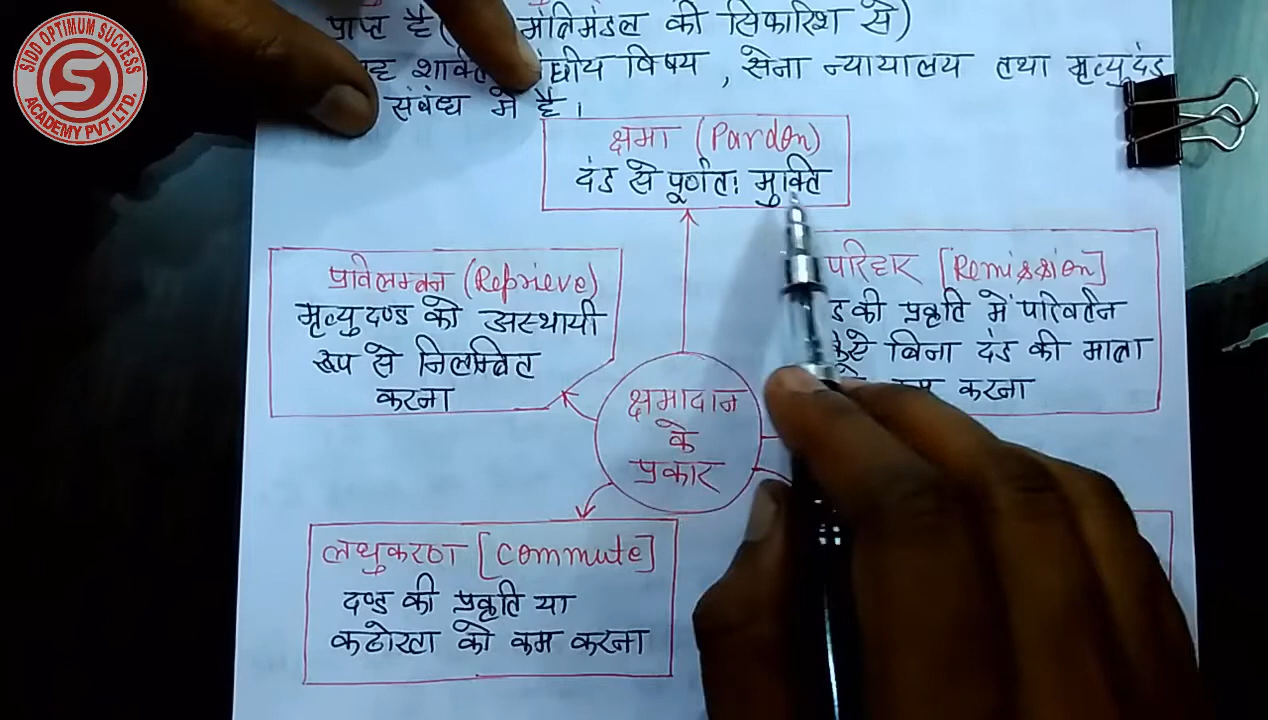 SIDD OPTIMUM SUCCESS
ACADEMY PVT. LTD.
S
प्राप्त है ( मंत्रिमंडल की सिफारिश से )
शक्ति विषय , सेना न्यायालय तथा मृत्युदंड
संबंध में है ।
क्षमा (Pardon)
दंड से पूर्णतः मुक्ति
प्रविलम्बन (Reprieve)
मृत्युदण्ड को अस्थायी
रूप से निलम्बित
करना
परिहार [Remission]
की प्रकृति में परिवर्तन
बिना दंड की मात्रा
करना
क्षमादान
के
प्रकार
लघुकरण [Commute]
दण्ड की प्रकृति या
कठोरता को कम करना